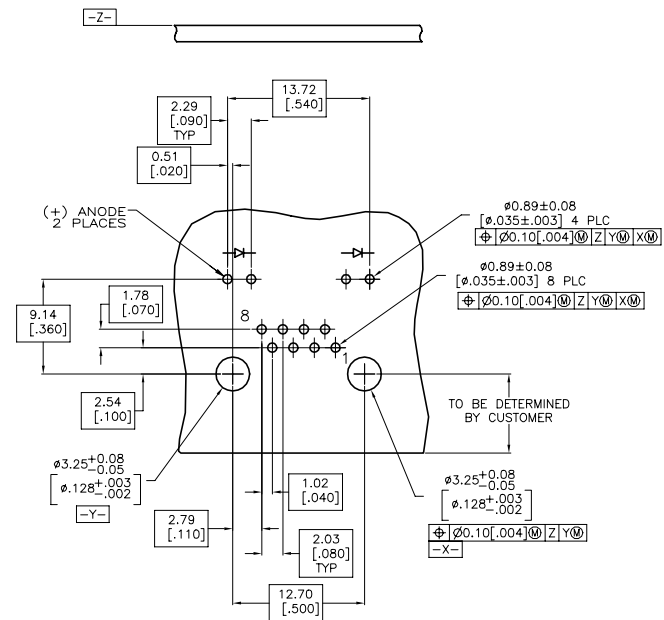 -Z-
13.72
[.540]
2.29
[.090]
TYP
0.51
[.020]
(+) ANODE
2 PLACES
ø0.89±0.08
[ø.035±.003] 4 PLC
⌖ Ø0.10[.004]Ⓜ Z YⓂ XⓂ
ø0.89±0.08
[ø.035±.003] 8 PLC
⌖ Ø0.10[.004]Ⓜ Z YⓂ XⓂ
1.78
[.070]
9.14
[.360]
8
1
2.54
[.100]
TO BE DETERMINED
BY CUSTOMER
ø3.25+0.08
-0.05
[ø.128+.003
-.002]
-Y-
1.02
[.040]
2.79
[.110]
2.03
[.080]
TYP
12.70
[.500]
ø3.25+0.08
-0.05
[ø.128+.003
-.002]
⌖ Ø0.10[.004]Ⓜ Z YⓂ
-X-